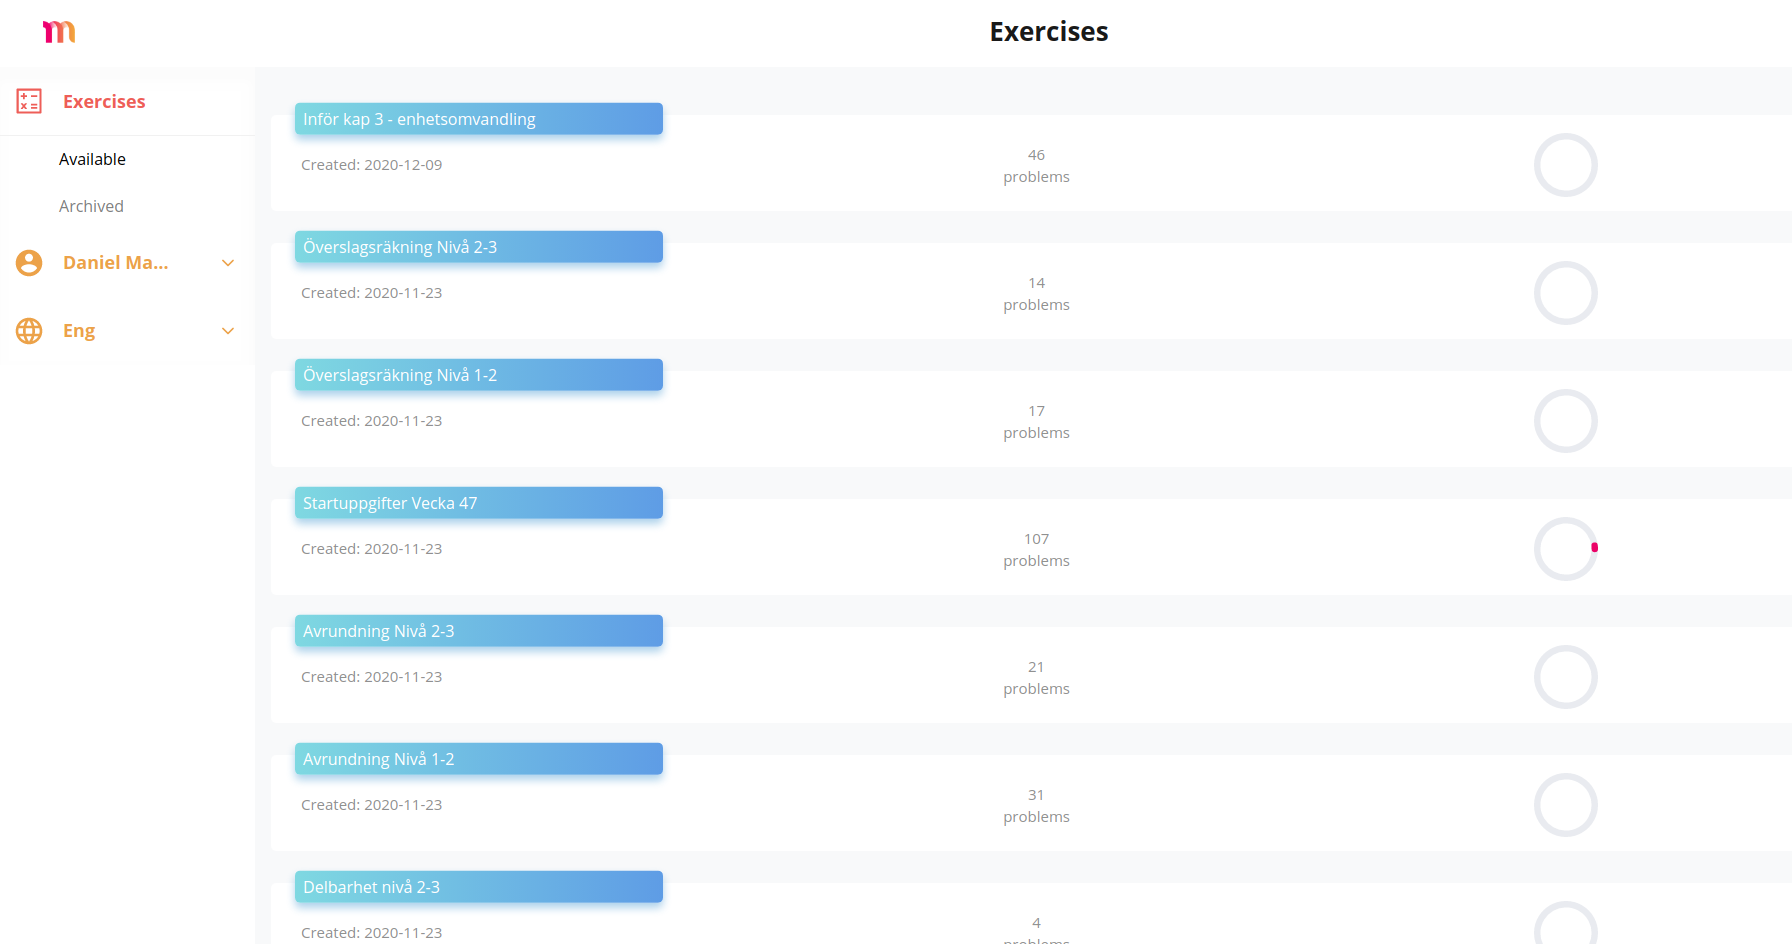 m
Exercises
Exercises
Available
Archived
Daniel Ma...
Eng
Inför kap 3 - enhetsomvandling
Created: 2020-12-09
46
problems
Överslagsräkning Nivå 2-3
Created: 2020-11-23
14
problems
Överslagsräkning Nivå 1-2
Created: 2020-11-23
17
problems
Startuppgifter Vecka 47
Created: 2020-11-23
107
problems
Avrundning Nivå 2-3
Created: 2020-11-23
21
problems
Avrundning Nivå 1-2
Created: 2020-11-23
31
problems
Delbarhet nivå 2-3
Created: 2020-11-23
4
problems